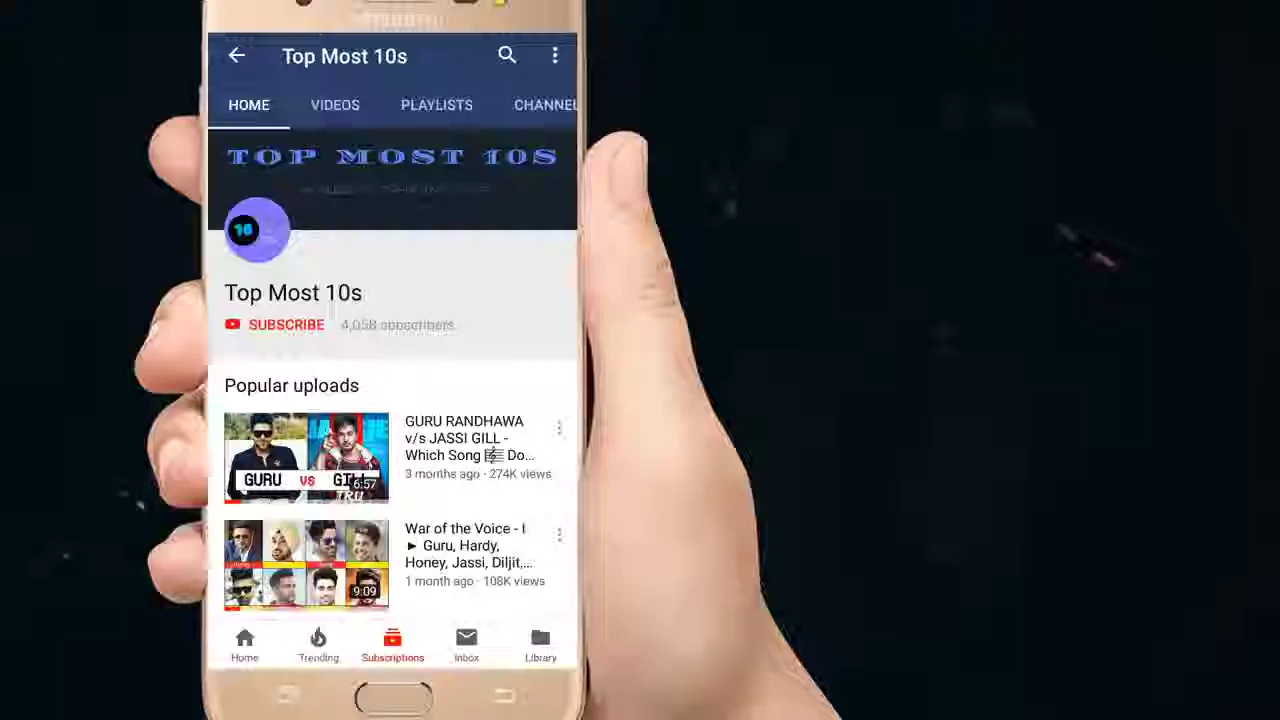 Top Most 10s
HOME VIDEOS PLAYLISTS CHANNEL
TOP MOST 10S
10
Top Most 10s
SUBSCRIBE 4,058 subscribers
Popular uploads
GURU RANDHAWA
v/s JASSI GILL -
Which Song 🎼 Do...
3 months ago · 274K views
GURU VS GILL
6:57
War of the Voice - I
► Guru, Hardy,
Honey, Jassi, Diljit,...
1 month ago · 108K views
9:09
Home Trending Subscriptions Inbox Library